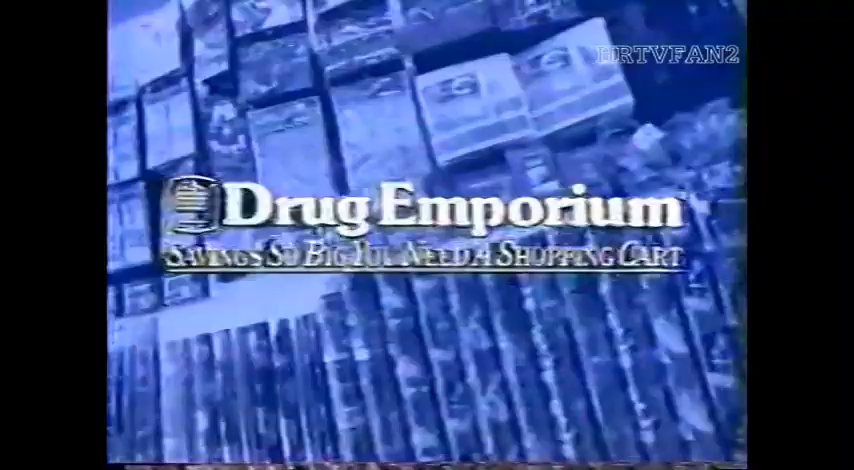 HRTVFAN2
Drug Emporium
SAVINGS SO BIG YOU NEED A SHOPPING CART